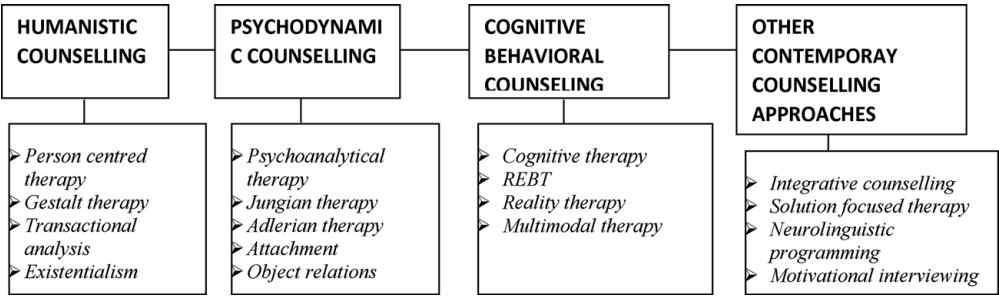 HUMANISTIC
COUNSELLING
PSYCHODYNAMI
C COUNSELLING
COGNITIVE
BEHAVIORAL
COUNSELING
OTHER
CONTEMPORAY
COUNSELLING
APPROACHES
➢ Person centred
therapy
➢ Gestalt therapy
➢ Transactional
analysis
➢ Existentialism
➢ Psychoanalytical
therapy
➢ Jungian therapy
➢ Adlerian therapy
➢ Attachment
➢ Object relations
➢ Cognitive therapy
➢ REBT
➢ Reality therapy
➢ Multimodal therapy
➢ Integrative counselling
➢ Solution focused therapy
➢ Neurolinguistic
programming
➢ Motivational interviewing